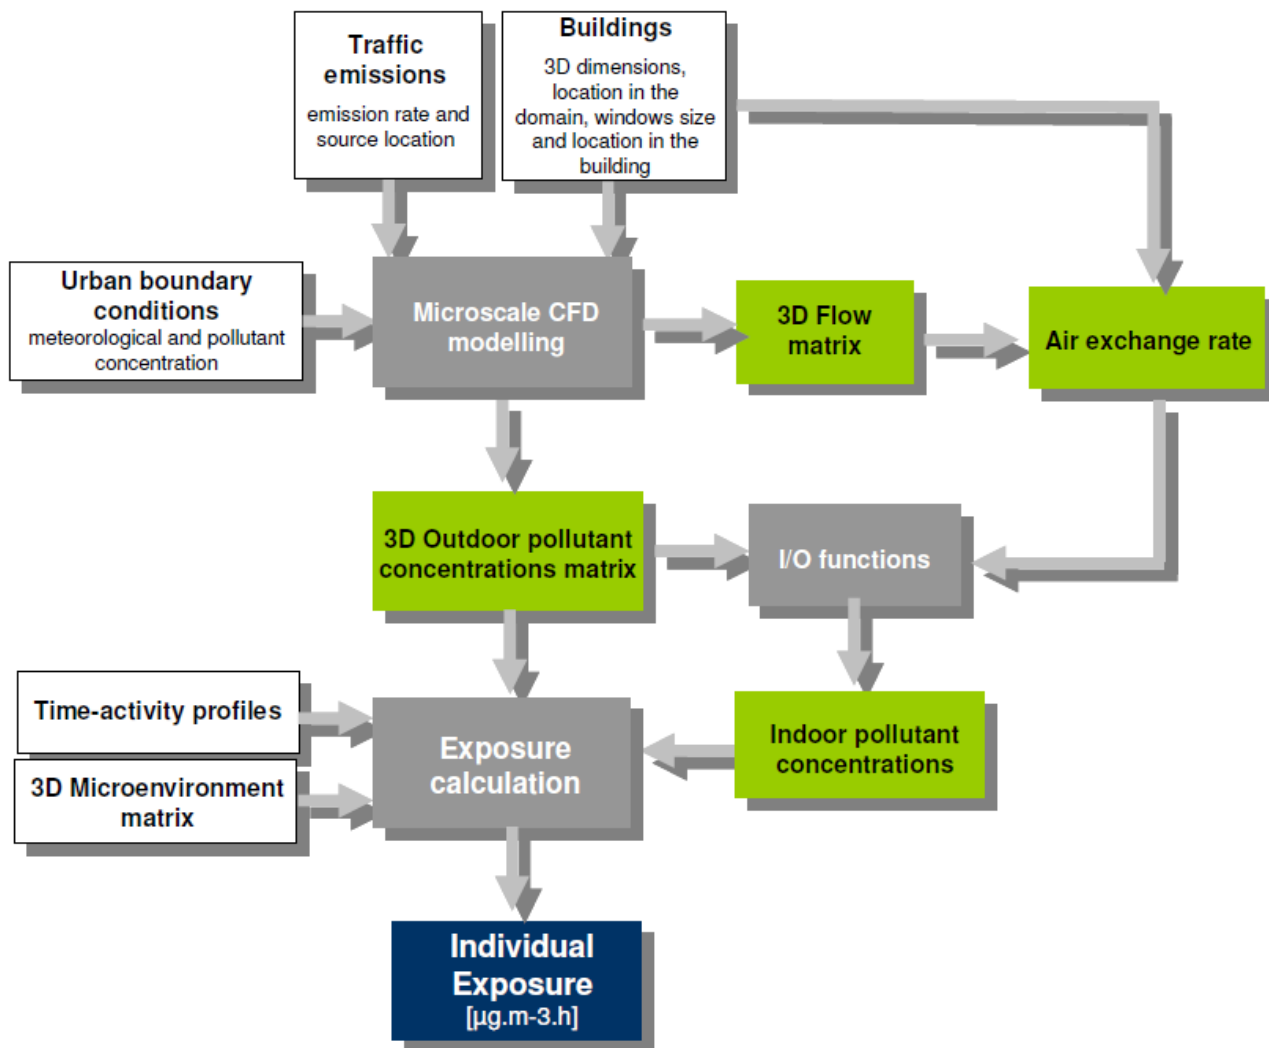 Traffic
emissions
emission rate and
source location
Buildings
3D dimensions,
location in the
domain, windows size
and location in the
building
Urban boundary
conditions
meteorological and pollutant
concentration
Microscale CFD
modelling
3D Flow
matrix
Air exchange rate
3D Outdoor pollutant
concentrations matrix
I/O functions
Time-activity profiles
3D Microenvironment
matrix
Exposure
calculation
Indoor pollutant
concentrations
Individual
Exposure
[µg.m-3.h]